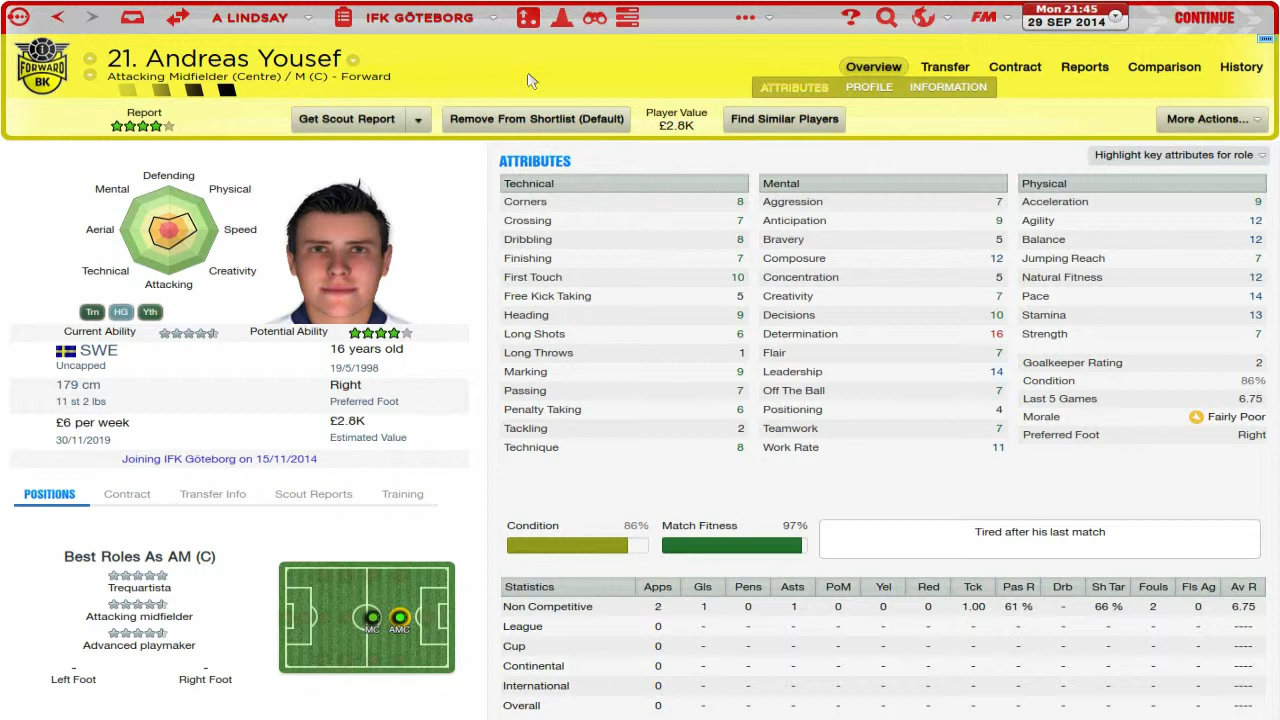 A LINDSAY
IFK GÖTEBORG
FM
Mon 21:45
29 SEP 2014
CONTINUE
FORWARD
BK
21. Andreas Yousef
Attacking Midfielder (Centre) / M (C) - Forward
Overview Transfer Contract Reports Comparison History
ATTRIBUTES PROFILE INFORMATION
Report
Get Scout Report
Remove From Shortlist (Default)
Player Value
£2.8K
Find Similar Players
More Actions...
Defending
Mental Physical
Aerial Speed
Technical Creativity
Attacking
Trn HG Yth
Current Ability Potential Ability
SWE
Uncapped
16 years old
19/5/1998
179 cm
11 st 2 lbs
Right
Preferred Foot
£6 per week
30/11/2019
£2.8K
Estimated Value
Joining IFK Göteborg on 15/11/2014
POSITIONS Contract Transfer Info Scout Reports Training
Best Roles As AM (C)
Trequartista
Attacking midfielder
Advanced playmaker
- -
Left Foot Right Foot
MC AMC
ATTRIBUTES
Highlight key attributes for role
Technical Mental Physical
Corners 8 Aggression 7 Acceleration 9
Crossing 7 Anticipation 9 Agility 12
Dribbling 8 Bravery 5 Balance 12
Finishing 7 Composure 12 Jumping Reach 7
First Touch 10 Concentration 5 Natural Fitness 12
Free Kick Taking 5 Creativity 7 Pace 14
Heading 9 Decisions 10 Stamina 13
Long Shots 6 Determination 16 Strength 7
Long Throws 1 Flair 7 Goalkeeper Rating 2
Marking 9 Leadership 14 Condition 86%
Passing 7 Off The Ball 7 Last 5 Games 6.75
Penalty Taking 6 Positioning 4 Morale Fairly Poor
Tackling 2 Teamwork 7 Preferred Foot Right
Technique 8 Work Rate 11
Condition 86% Match Fitness 97%
Tired after his last match
Statistics Apps Gls Pens Asts PoM Yel Red Tck Pas R Drb Sh Tar Fouls Fls Ag Av R
Non Competitive 2 1 0 1 0 0 0 1.00 61 % - 66 % 2 0 6.75
League 0 - - - - - - - - - - - - ----
Cup 0 - - - - - - - - - - - - ----
Continental 0 - - - - - - - - - - - - ----
International 0 - - - - - - - - - - - - ----
Overall 0 - - - - - - - - - - - - ----